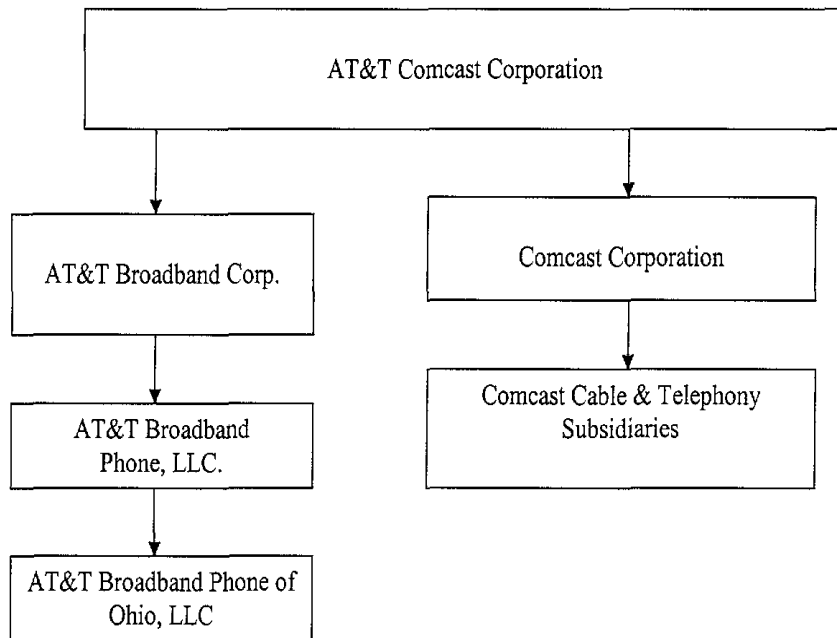 AT&T Comcast Corporation
AT&T Broadband Corp.
Comcast Corporation
AT&T Broadband
Phone, LLC.
Comcast Cable & Telephony
Subsidiaries
AT&T Broadband Phone of
Ohio, LLC